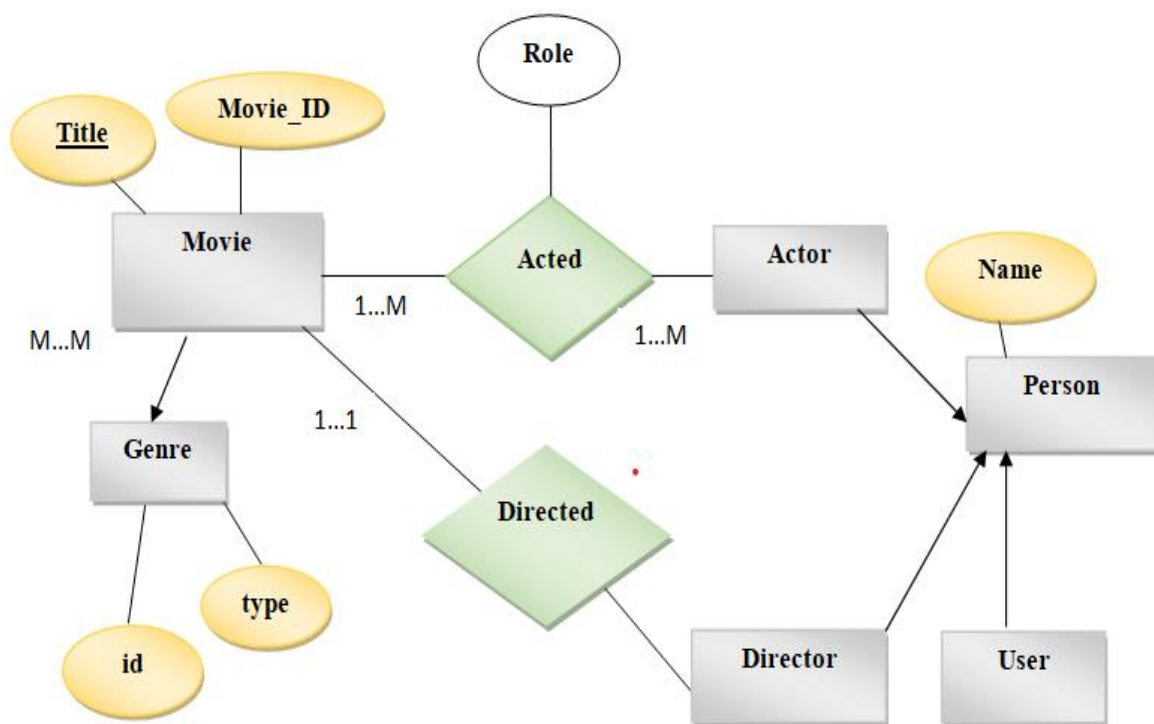 Role
Movie_ID
Title
Movie
Acted
Actor
Name
1...M
1...M
M...M
Person
1...1
Genre
Directed
type
id
Director
User